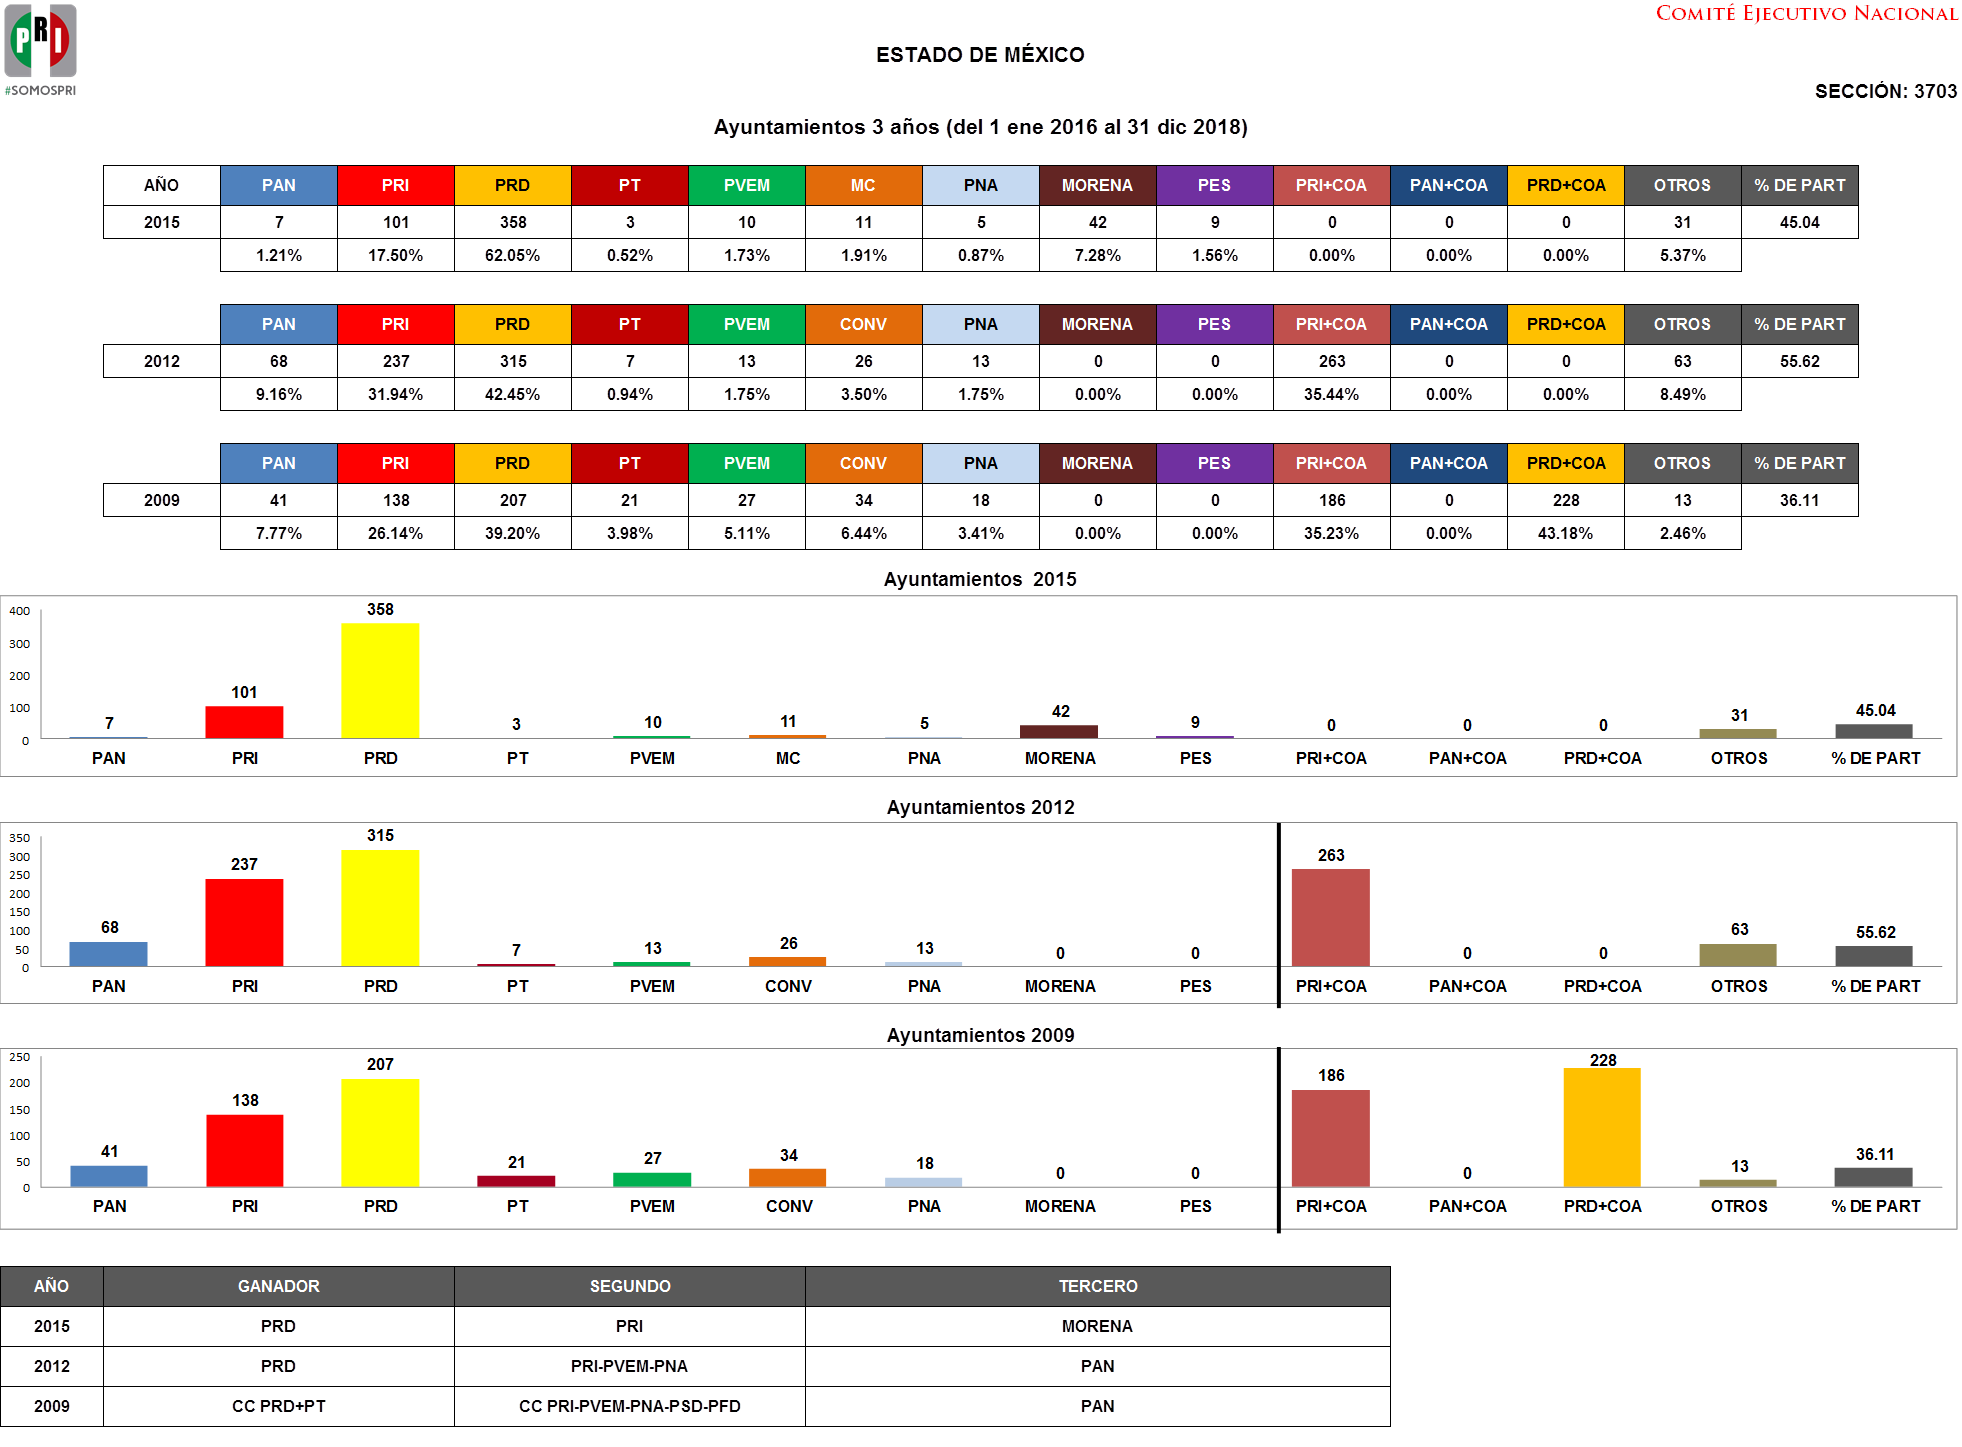 PRI
#SOMOSPRI
COMITÉ EJECUTIVO NACIONAL
ESTADO DE MÉXICO
SECCIÓN: 3703
Ayuntamientos 3 años (del 1 ene 2016 al 31 dic 2018)
AÑO PAN PRI PRD PT PVEM MC PNA MORENA PES PRI+COA PAN+COA PRD+COA OTROS % DE PART
2015 7 101 358 3 10 11 5 42 9 0 0 0 31 45.04
1.21% 17.50% 62.05% 0.52% 1.73% 1.91% 0.87% 7.28% 1.56% 0.00% 0.00% 0.00% 5.37%
PAN PRI PRD PT PVEM CONV PNA MORENA PES PRI+COA PAN+COA PRD+COA OTROS % DE PART
2012 68 237 315 7 13 26 13 0 0 263 0 0 63 55.62
9.16% 31.94% 42.45% 0.94% 1.75% 3.50% 1.75% 0.00% 0.00% 35.44% 0.00% 0.00% 8.49%
PAN PRI PRD PT PVEM CONV PNA MORENA PES PRI+COA PAN+COA PRD+COA OTROS % DE PART
2009 41 138 207 21 27 34 18 0 0 186 0 228 13 36.11
7.77% 26.14% 39.20% 3.98% 5.11% 6.44% 3.41% 0.00% 0.00% 35.23% 0.00% 43.18% 2.46%
Ayuntamientos 2015
400
300
200
100
0
7 101 358 3 10 11 5 42 9 0 0 0 31 45.04
PAN PRI PRD PT PVEM MC PNA MORENA PES PRI+COA PAN+COA PRD+COA OTROS % DE PART
Ayuntamientos 2012
350
300
250
200
150
100
50
0
68 237 315 7 13 26 13 0 0 263 0 0 63 55.62
PAN PRI PRD PT PVEM CONV PNA MORENA PES PRI+COA PAN+COA PRD+COA OTROS % DE PART
Ayuntamientos 2009
250
200
150
100
50
0
41 138 207 21 27 34 18 0 0 186 0 228 13 36.11
PAN PRI PRD PT PVEM CONV PNA MORENA PES PRI+COA PAN+COA PRD+COA OTROS % DE PART
AÑO GANADOR SEGUNDO TERCERO
2015 PRD PRI MORENA
2012 PRD PRI-PVEM-PNA PAN
2009 CC PRD+PT CC PRI-PVEM-PNA-PSD-PFD PAN